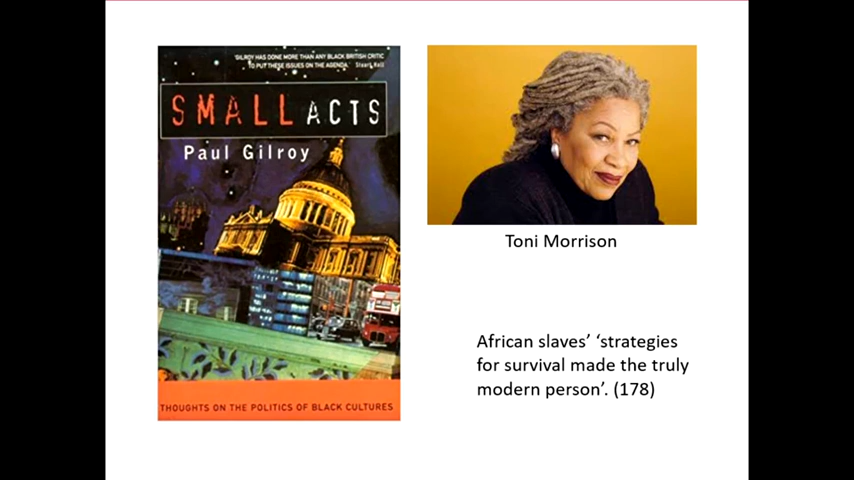 'GILROY HAS DONE MORE THAN ANY BLACK BRITISH CRITIC
TO PUT THESE ISSUES ON THE AGENDA.' Stuart Hall
SMALL ACTS
Paul Gilroy
THOUGHTS ON THE POLITICS OF BLACK CULTURES
Toni Morrison
African slaves’ ‘strategies
for survival made the truly
modern person’. (178)